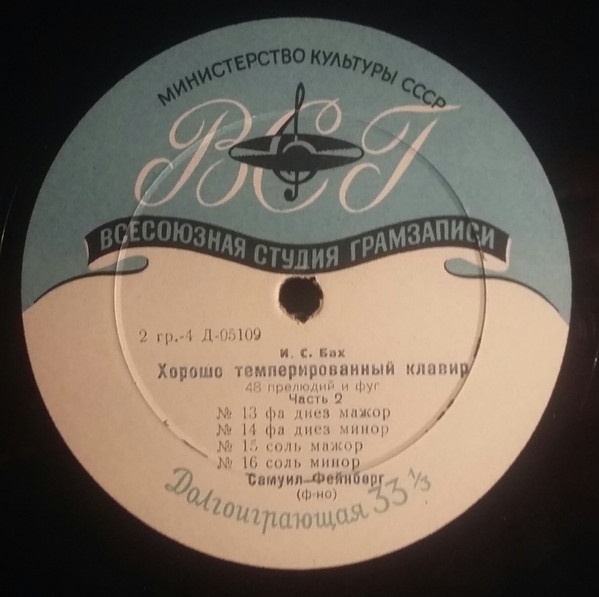 МИНИСТЕРСТВО КУЛЬТУРЫ СССР
ВСГ
ВСЕСОЮЗНАЯ СТУДИЯ ГРАМЗАПИСИ
2 гр.-4 Д-05109
И. С. Бах
Хорошо темперированный клавир
48 прелюдий и фуг
Часть 2
№ 13 фа диез мажор
№ 14 фа диез минор
№ 15 соль мажор
№ 16 соль минор
Самуил Фейнберг
(ф-но)
Долгоиграющая 33 1/3